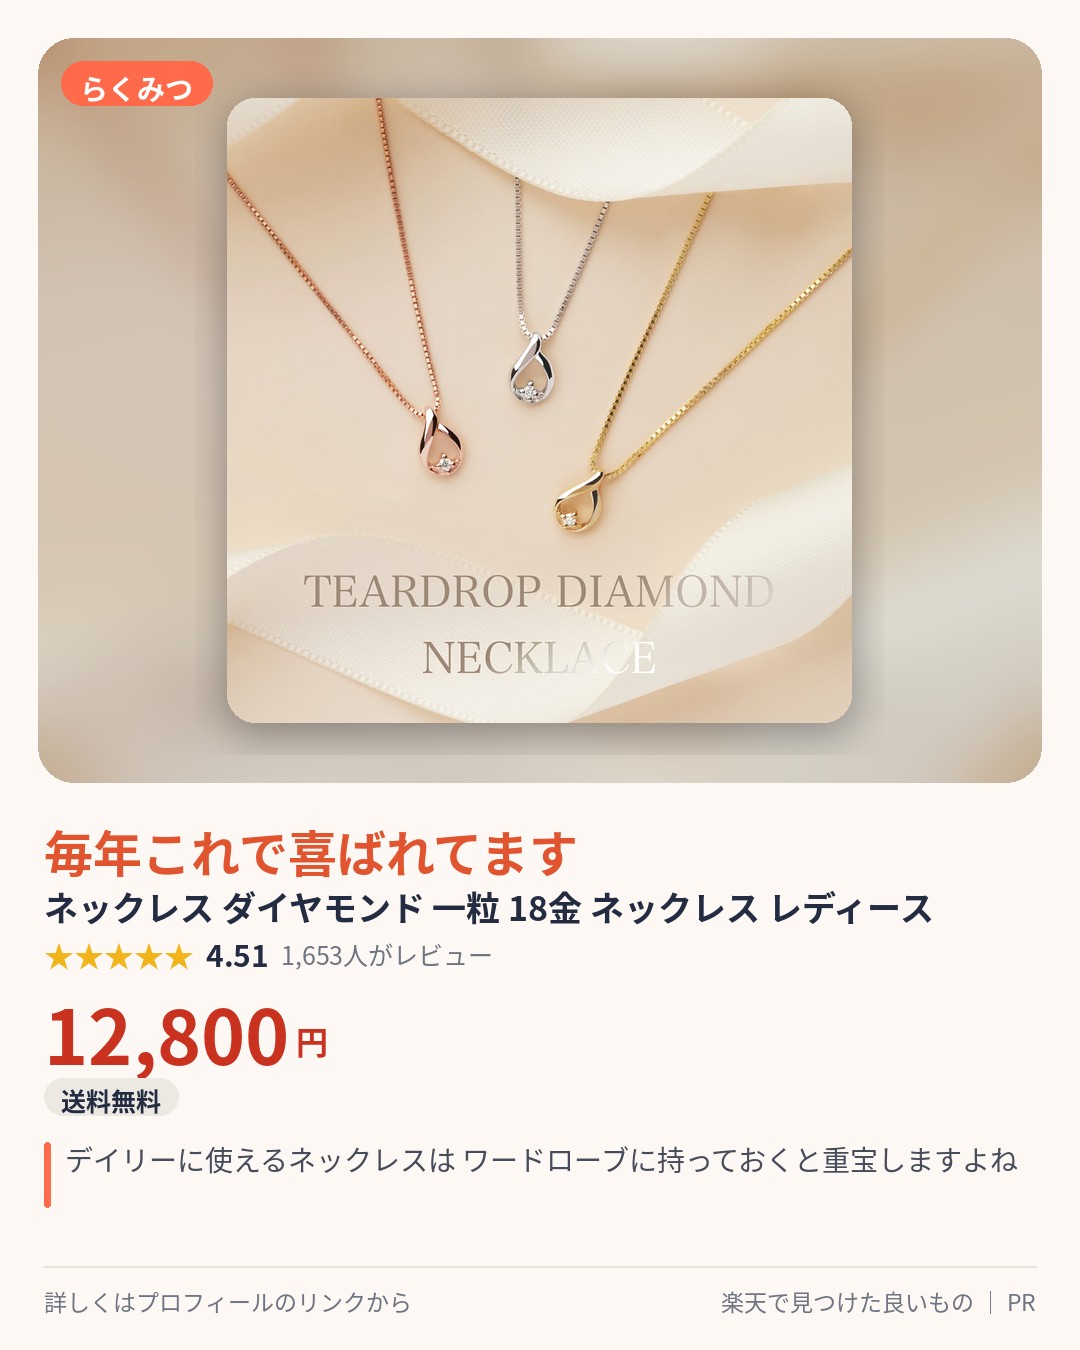 らくみつ
TEARDROP DIAMOND
NECKLACE
毎年これで喜ばれてます
ネックレス ダイヤモンド 一粒 18金 ネックレス レディース
★★★★★ 4.51 1,653人がレビュー
12,800円
送料無料
デイリーに使えるネックレスは ワードローブに持っておくと重宝しますよね
詳しくはプロフィールのリンクから
楽天で見つけた良いもの｜PR